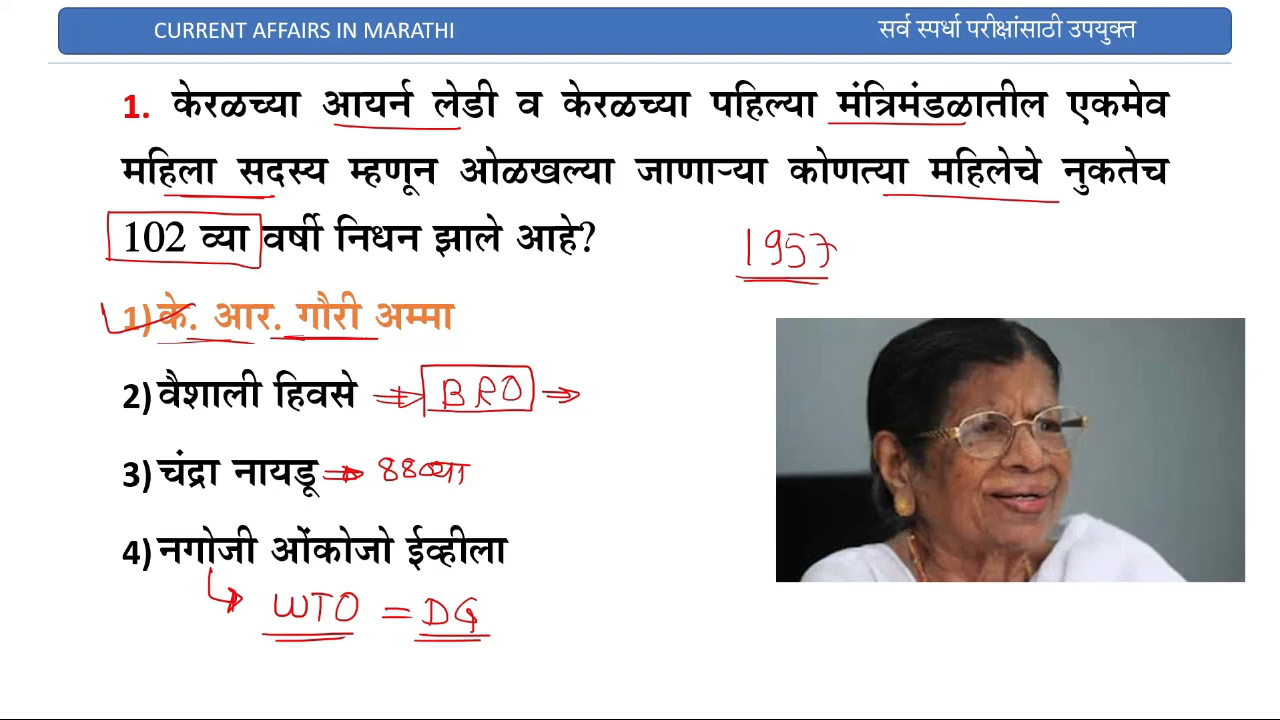 CURRENT AFFAIRS IN MARATHI
सर्व स्पर्धा परीक्षांसाठी उपयुक्त
1. केरळच्या आयर्न लेडी व केरळच्या पहिल्या मंत्रिमंडळातील एकमेव
महिला सदस्य म्हणून ओळखल्या जाणाऱ्या कोणत्या महिलेचे नुकतेच
102 व्या वर्षी निधन झाले आहे?
1957
1) के. आर. गौरी अम्मा
2) वैशाली हिवसे BRO
3) चंद्रा नायडू 88व्या
4) नगोजी ओंकोजो ईव्हीला
WTO = DG